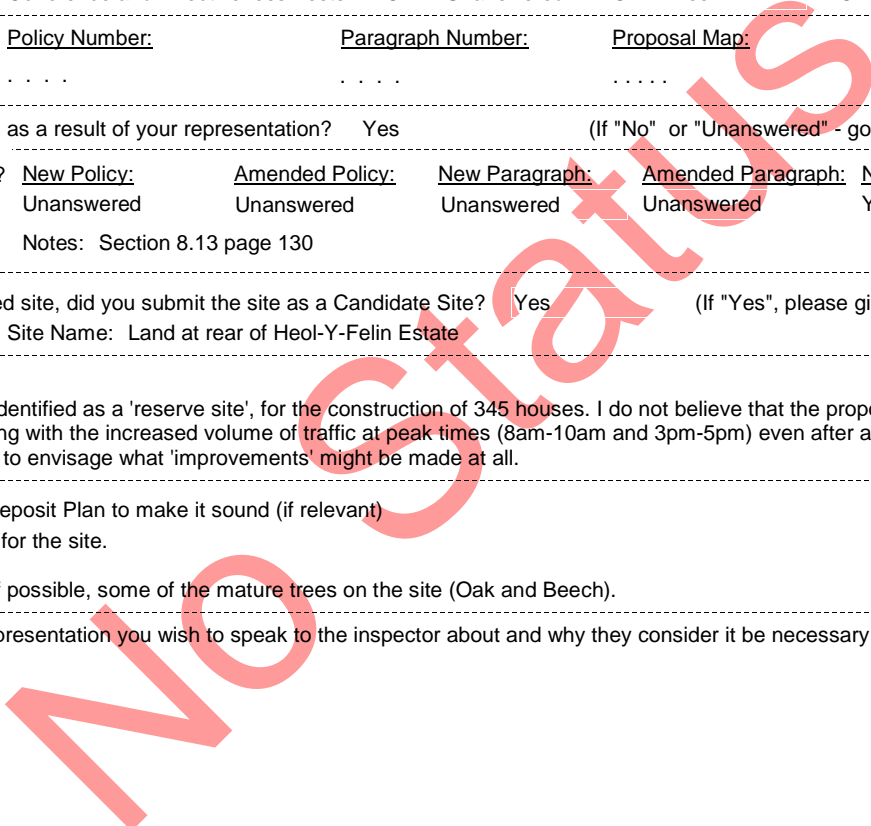 Policy Number: Paragraph Number: Proposal Map:
. . . . . . . . . . . . .
as a result of your representation? Yes (If "No" or "Unanswered" - go
? New Policy: Amended Policy: New Paragraph: Amended Paragraph: N
Unanswered Unanswered Unanswered Unanswered Y
Notes: Section 8.13 page 130
ed site, did you submit the site as a Candidate Site? Yes (If "Yes", please gi
Site Name: Land at rear of Heol-Y-Felin Estate
dentified as a 'reserve site', for the construction of 345 houses. I do not believe that the prope
ng with the increased volume of traffic at peak times (8am-10am and 3pm-5pm) even after a
to envisage what 'improvements' might be made at all.
eposit Plan to make it sound (if relevant)
for the site.
f possible, some of the mature trees on the site (Oak and Beech).
presentation you wish to speak to the inspector about and why they consider it be necessary
No Status